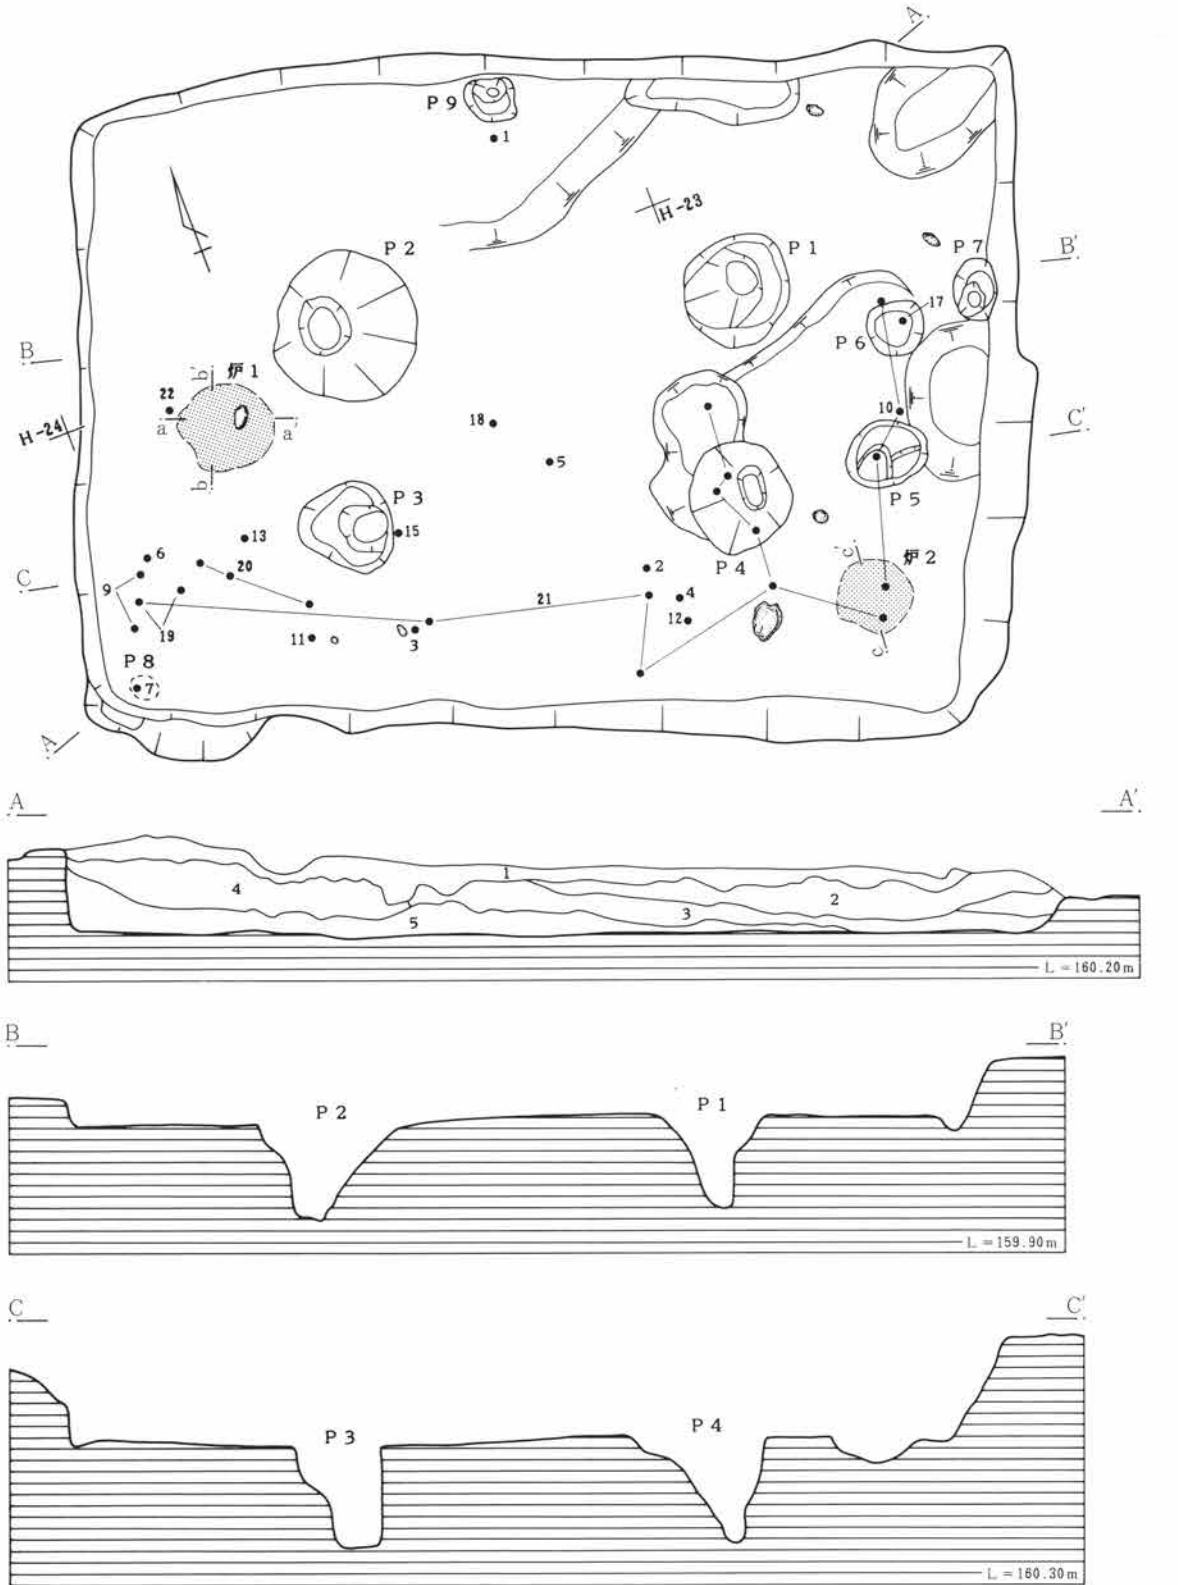 A
P 9
1
H-23
P 2
P 1
P 7
B′
17
P 6
B
炉1
b′
22
a
a′
H-24
b
18
10
C′
5
P 5
P 3
15
13
6
20
C
9
P 4
2
c′
炉2
21
4
12
19
11
3
c
P 8
7
A
A
A′
1
4
2
3
5
L=160.20m
B
B′
P 2
P 1
L=159.90m
C
C′
P 3
P 4
L=160.30m